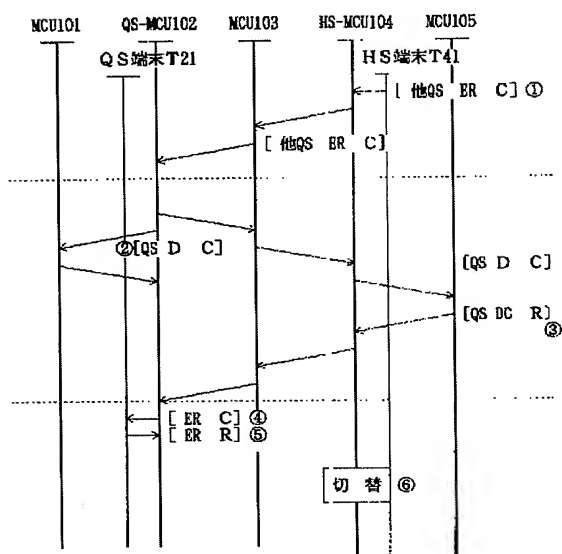 MCU101 QS-MCU102 MCU103 HS-MCU104 MCU105
QS端末T21 HS端末T41
[ 他QS ER C] ①
[ 他QS ER C]
②[QS D C]
[QS D C]
[QS DC R]
③
[ ER C] ④
[ ER R] ⑤
切 替 ⑥